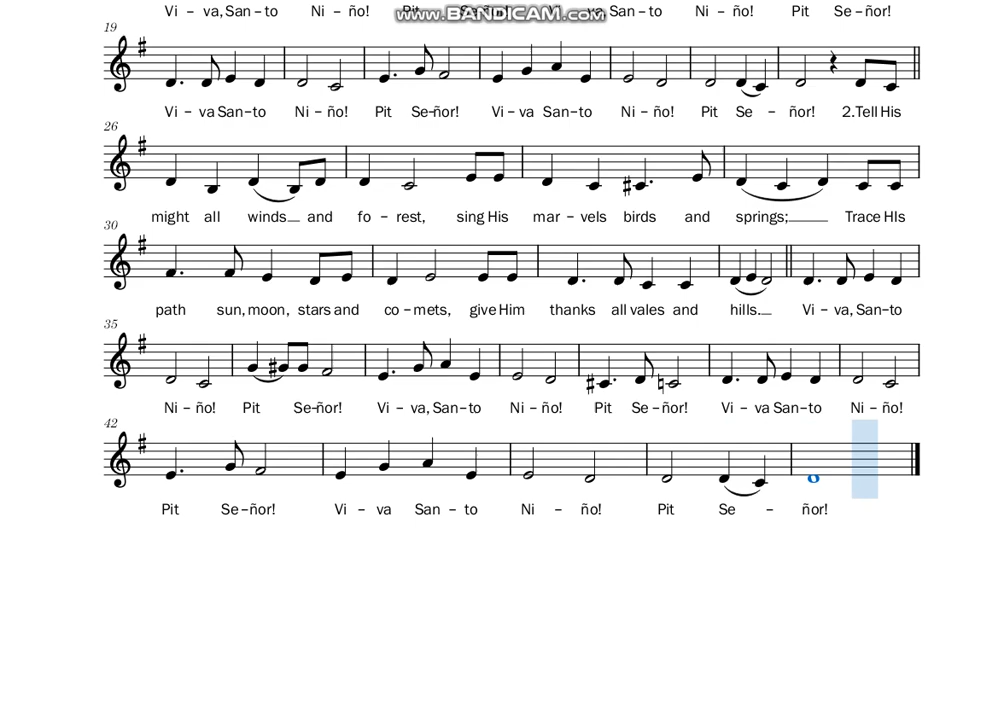 Vi – va, San – to Ni – ño! Pit Se – ñor! va, San – to Ni – ño! Pit Se – ñor!
www.BANDICAM.com
19
Vi – va San – to Ni – ño! Pit Se – ñor! Vi – va San – to Ni – ño! Pit Se – ñor! 2. Tell His
26
might all winds and fo – rest, sing His mar – vels birds and springs; Trace HIs
30
path sun, moon, stars and co – mets, give Him thanks all vales and hills. Vi – va, San – to
35
Ni – ño! Pit Se – ñor! Vi – va, San – to Ni – ño! Pit Se – ñor! Vi – va San – to Ni – ño!
42
Pit Se – ñor! Vi – va San – to Ni – ño! Pit Se – ñor!